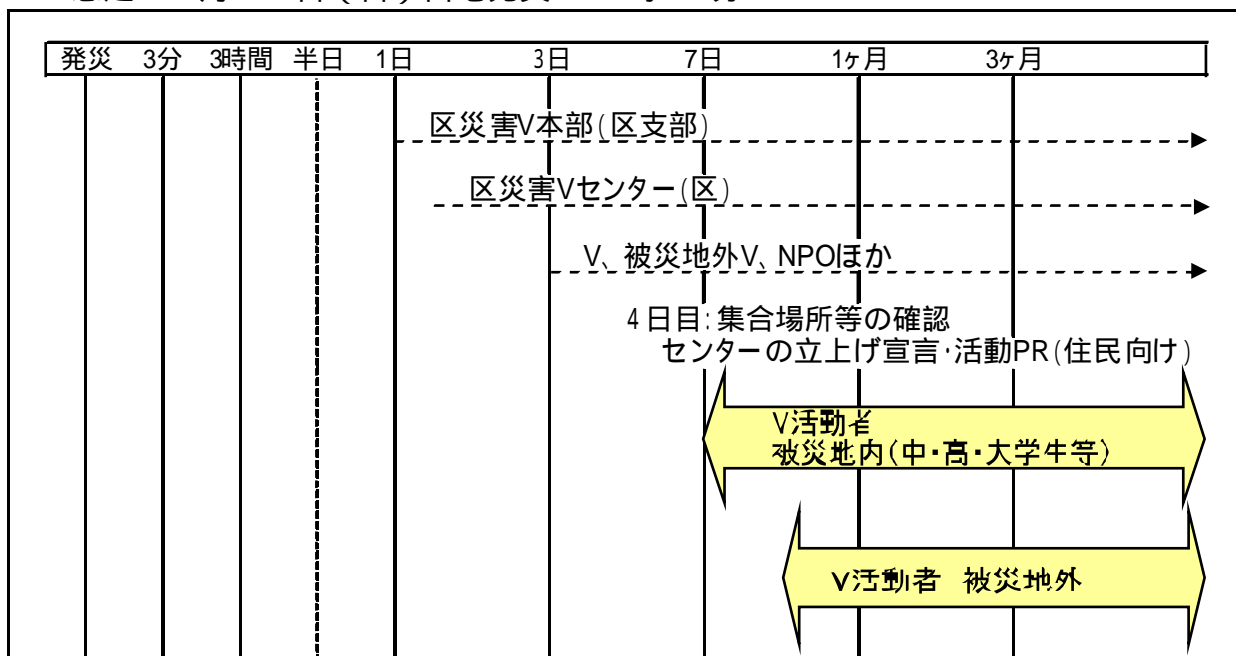 発災 3分 3時間 半日 1日 3日 7日 1ヶ月 3ヶ月
区災害V本部(区支部)
区災害Vセンター(区)
V、被災地外V、NPOほか
4日目:集合場所等の確認
センターの立上げ宣言・活動PR(住民向け)
V活動者
被災地内(中・高・大学生等)
V活動者 被災地外